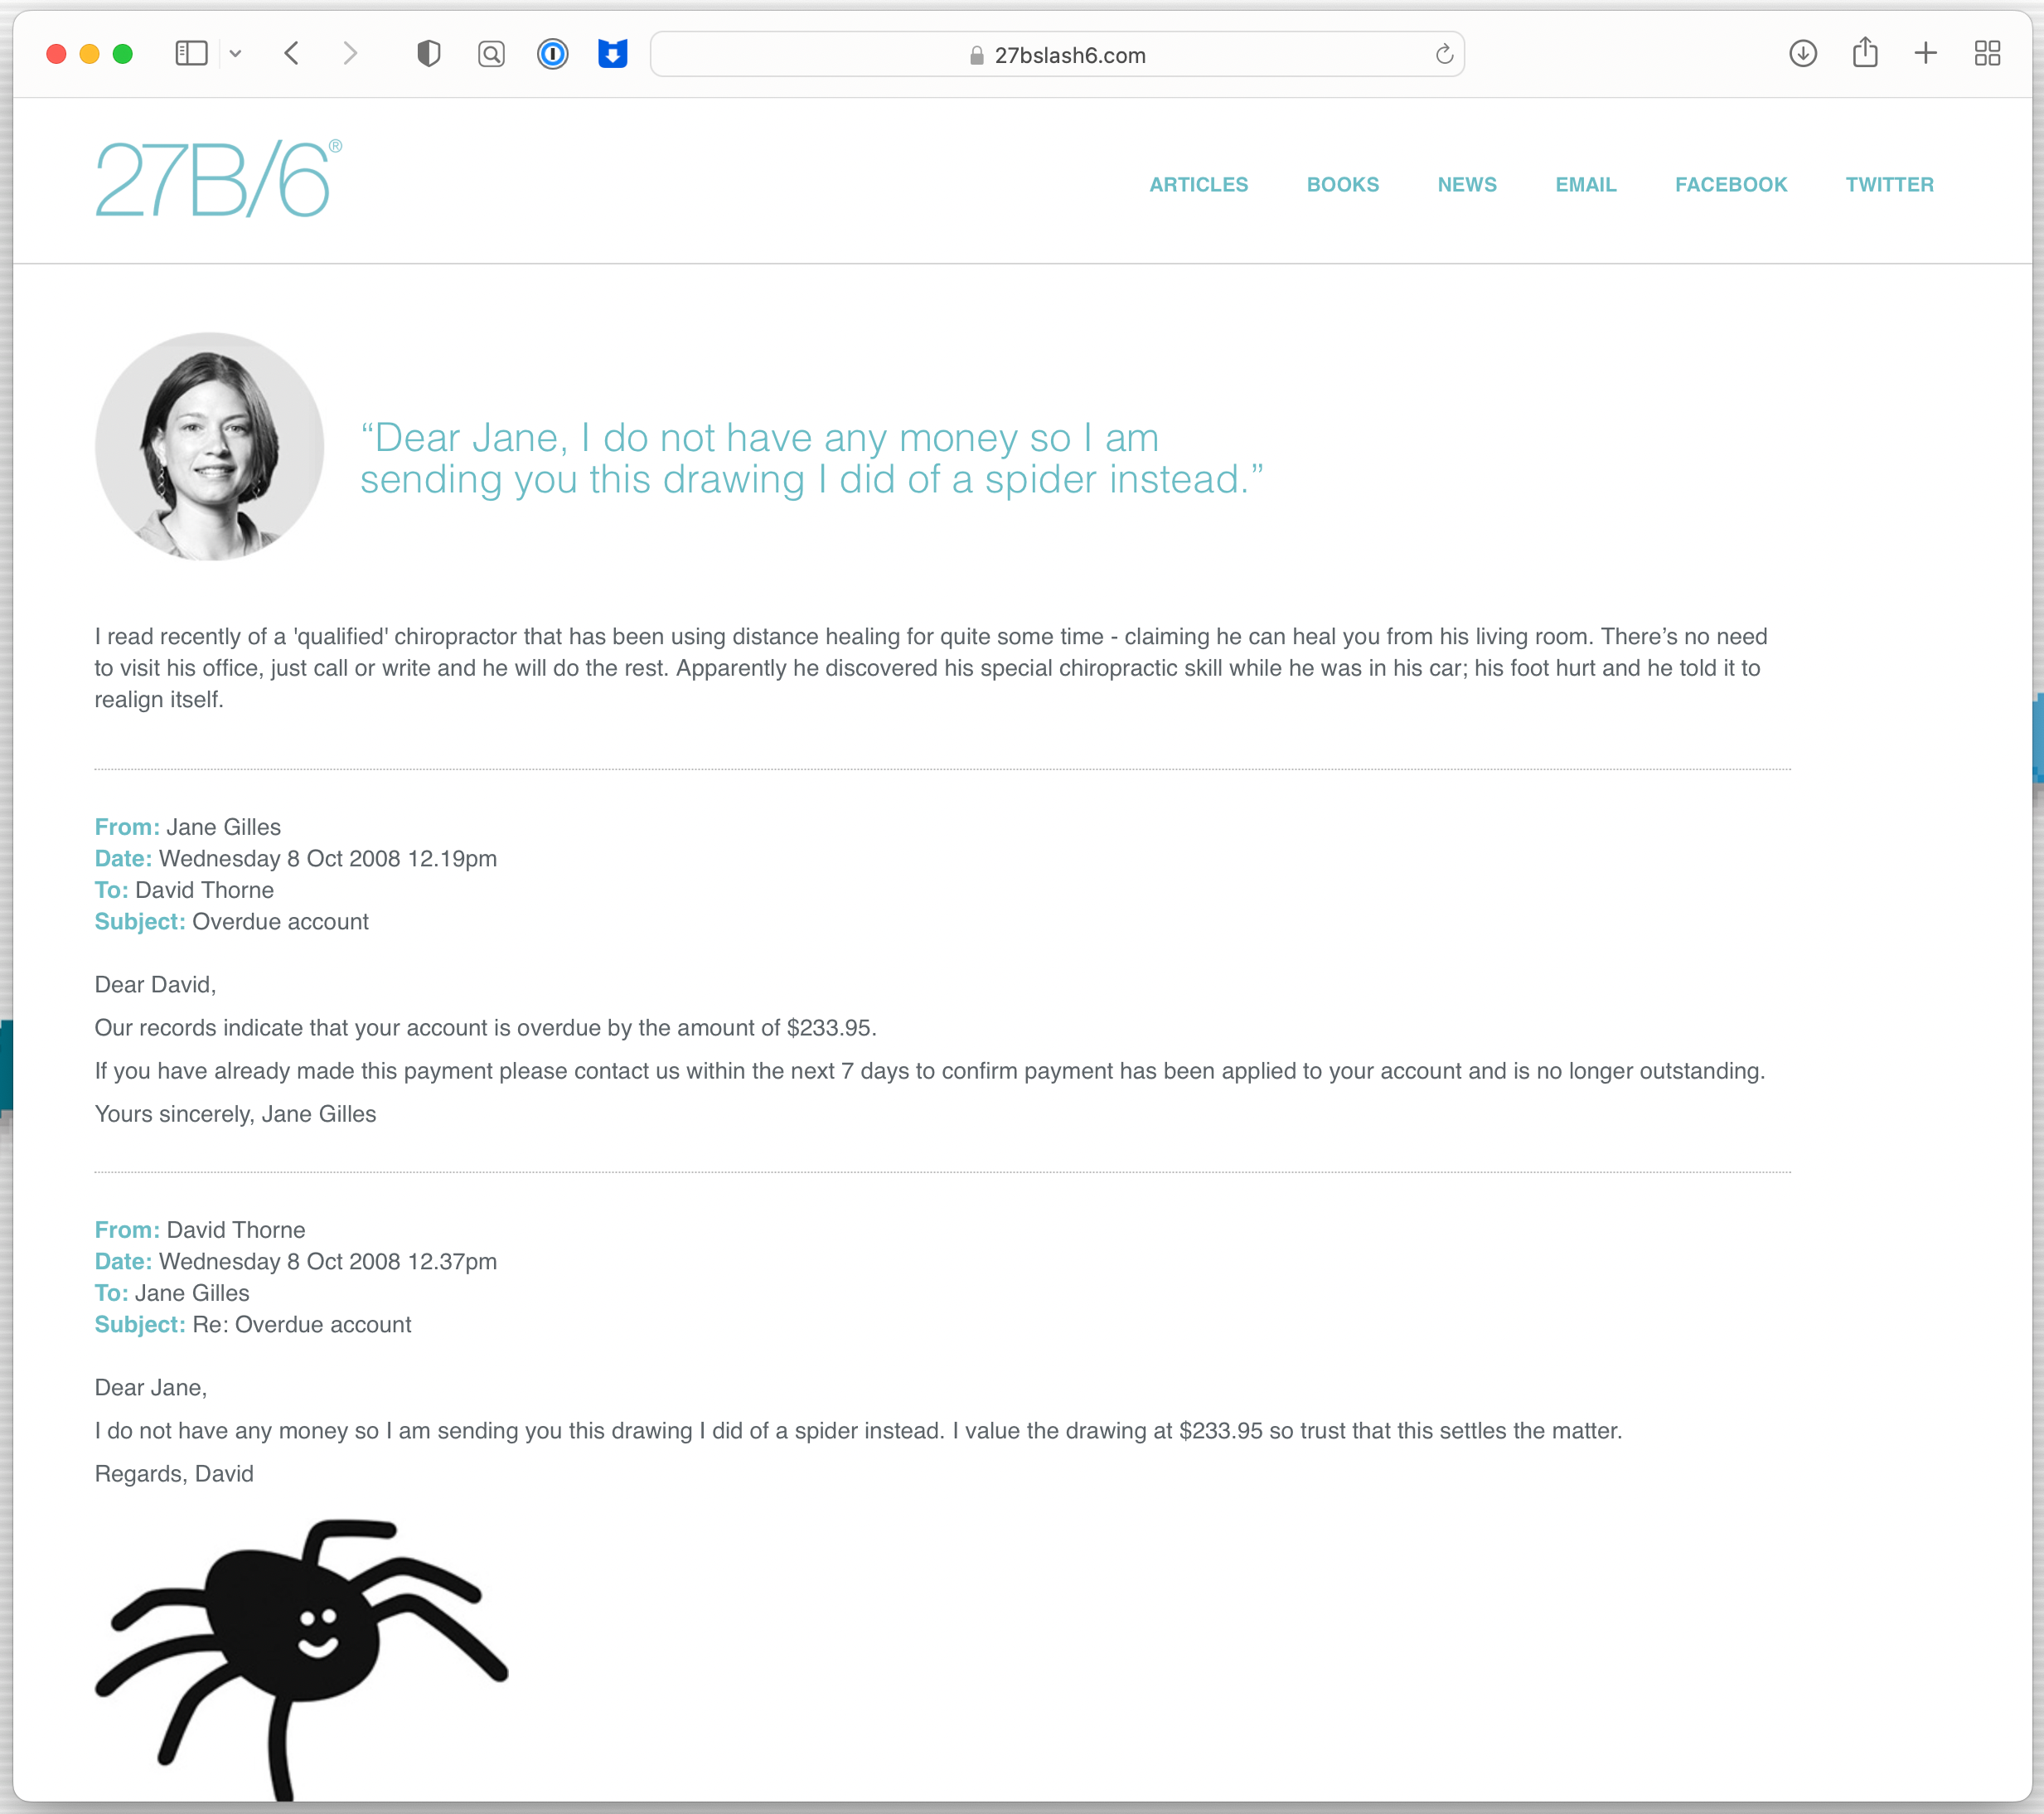 27bslash6.com
27B/6®
ARTICLES BOOKS NEWS EMAIL FACEBOOK TWITTER
“Dear Jane, I do not have any money so I am
sending you this drawing I did of a spider instead.”
I read recently of a 'qualified' chiropractor that has been using distance healing for quite some time - claiming he can heal you from his living room. There’s no need
to visit his office, just call or write and he will do the rest. Apparently he discovered his special chiropractic skill while he was in his car; his foot hurt and he told it to
realign itself.
From: Jane Gilles
Date: Wednesday 8 Oct 2008 12.19pm
To: David Thorne
Subject: Overdue account
Dear David,
Our records indicate that your account is overdue by the amount of $233.95.
If you have already made this payment please contact us within the next 7 days to confirm payment has been applied to your account and is no longer outstanding.
Yours sincerely, Jane Gilles
From: David Thorne
Date: Wednesday 8 Oct 2008 12.37pm
To: Jane Gilles
Subject: Re: Overdue account
Dear Jane,
I do not have any money so I am sending you this drawing I did of a spider instead. I value the drawing at $233.95 so trust that this settles the matter.
Regards, David